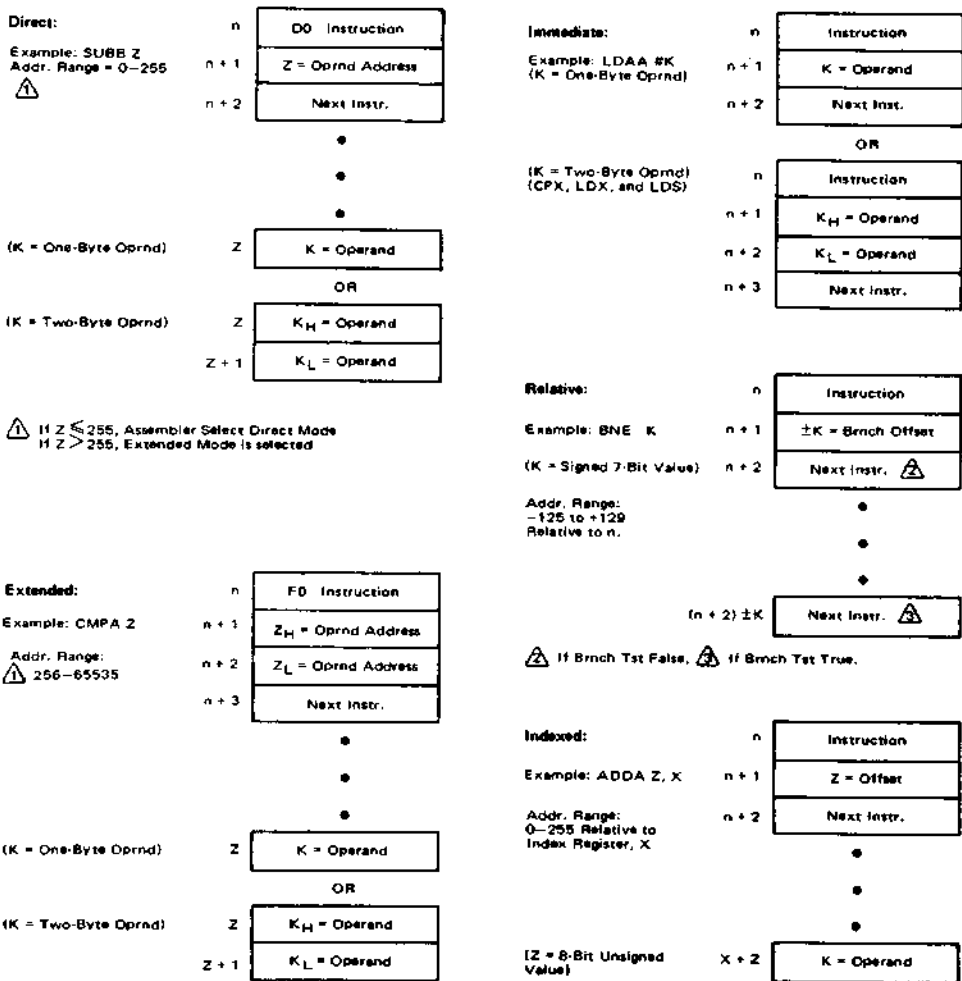 Direct:
Example: SUBB Z
Addr. Range = 0–255
1
n D0 Instruction
n + 1 Z = Oprnd Address
n + 2 Next Instr.
(K = One-Byte Oprnd) Z K = Operand
OR
(K = Two-Byte Oprnd) Z K_H = Operand
Z + 1 K_L = Operand
1 If Z ≤ 255, Assembler Select Direct Mode
If Z > 255, Extended Mode is selected
Extended:
Example: CMPA Z
Addr. Range:
1 256–65535
n F0 Instruction
n + 1 Z_H = Oprnd Address
n + 2 Z_L = Oprnd Address
n + 3 Next Instr.
(K = One-Byte Oprnd) Z K = Operand
OR
(K = Two-Byte Oprnd) Z K_H = Operand
Z + 1 K_L = Operand
Immediate:
Example: LDAA #K
(K = One-Byte Oprnd)
n Instruction
n + 1 K = Operand
n + 2 Next Inst.
OR
(K = Two-Byte Oprnd)
(CPX, LDX, and LDS)
n Instruction
n + 1 K_H = Operand
n + 2 K_L = Operand
n + 3 Next Instr.
Relative:
Example: BNE K
(K = Signed 7-Bit Value)
Addr. Range:
–125 to +129
Relative to n.
n Instruction
n + 1 ±K = Brnch Offset
n + 2 Next Instr. 2
(n + 2) ±K Next Instr. 3
2 If Brnch Tst False, 3 If Brnch Tst True.
Indexed:
Example: ADDA Z, X
Addr. Range:
0–255 Relative to
Index Register, X
n Instruction
n + 1 Z = Offset
n + 2 Next Instr.
(Z = 8-Bit Unsigned
Value)
X + Z K = Operand